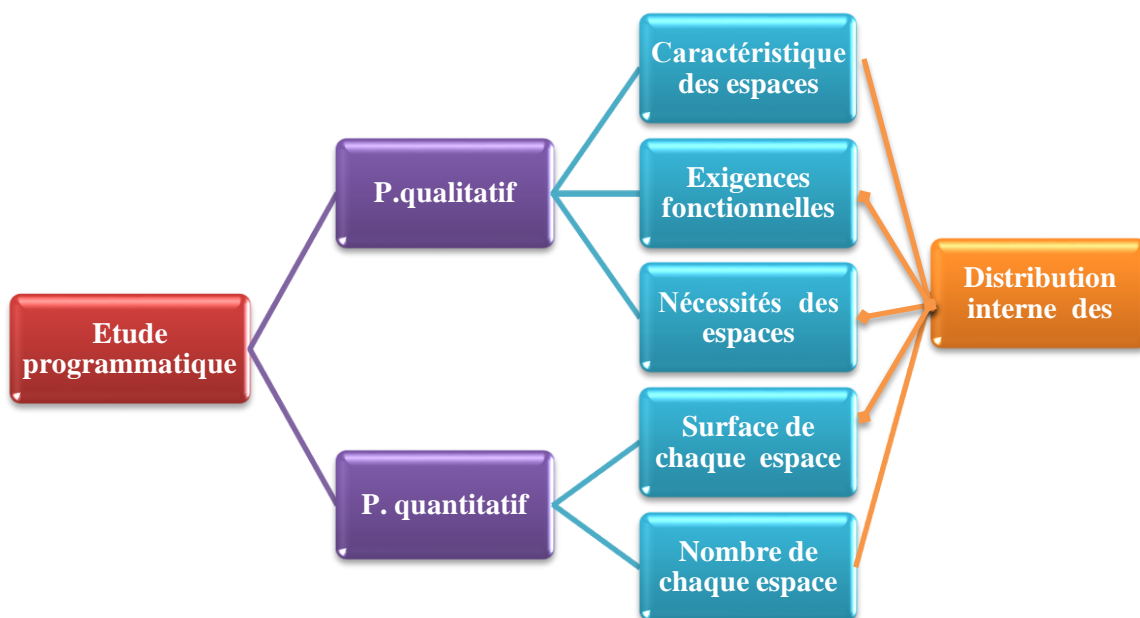 Etude
programmatique
P.qualitatif
P. quantitatif
Caractéristique
des espaces
Exigences
fonctionnelles
Nécessités des
espaces
Surface de
chaque espace
Nombre de
chaque espace
Distribution
interne des